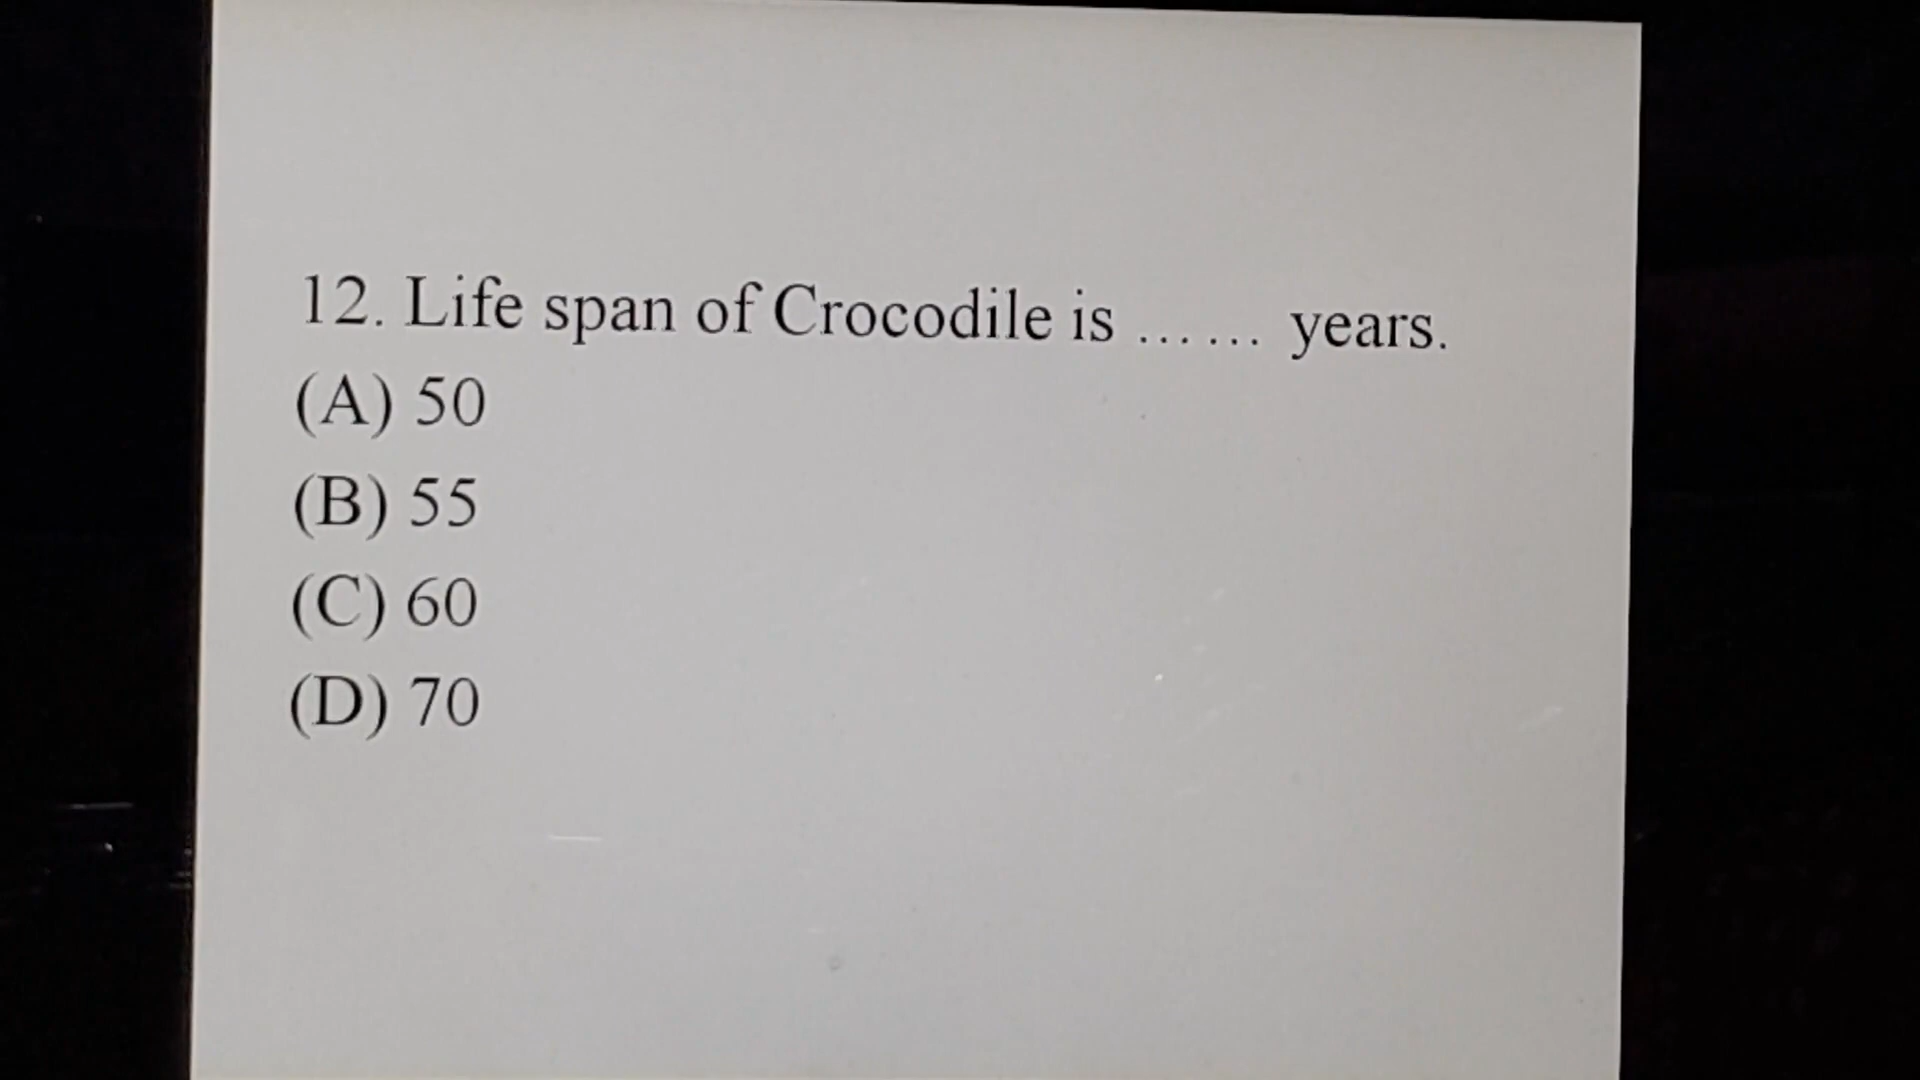 12. Life span of Crocodile is ...... years.
(A) 50
(B) 55
(C) 60
(D) 70